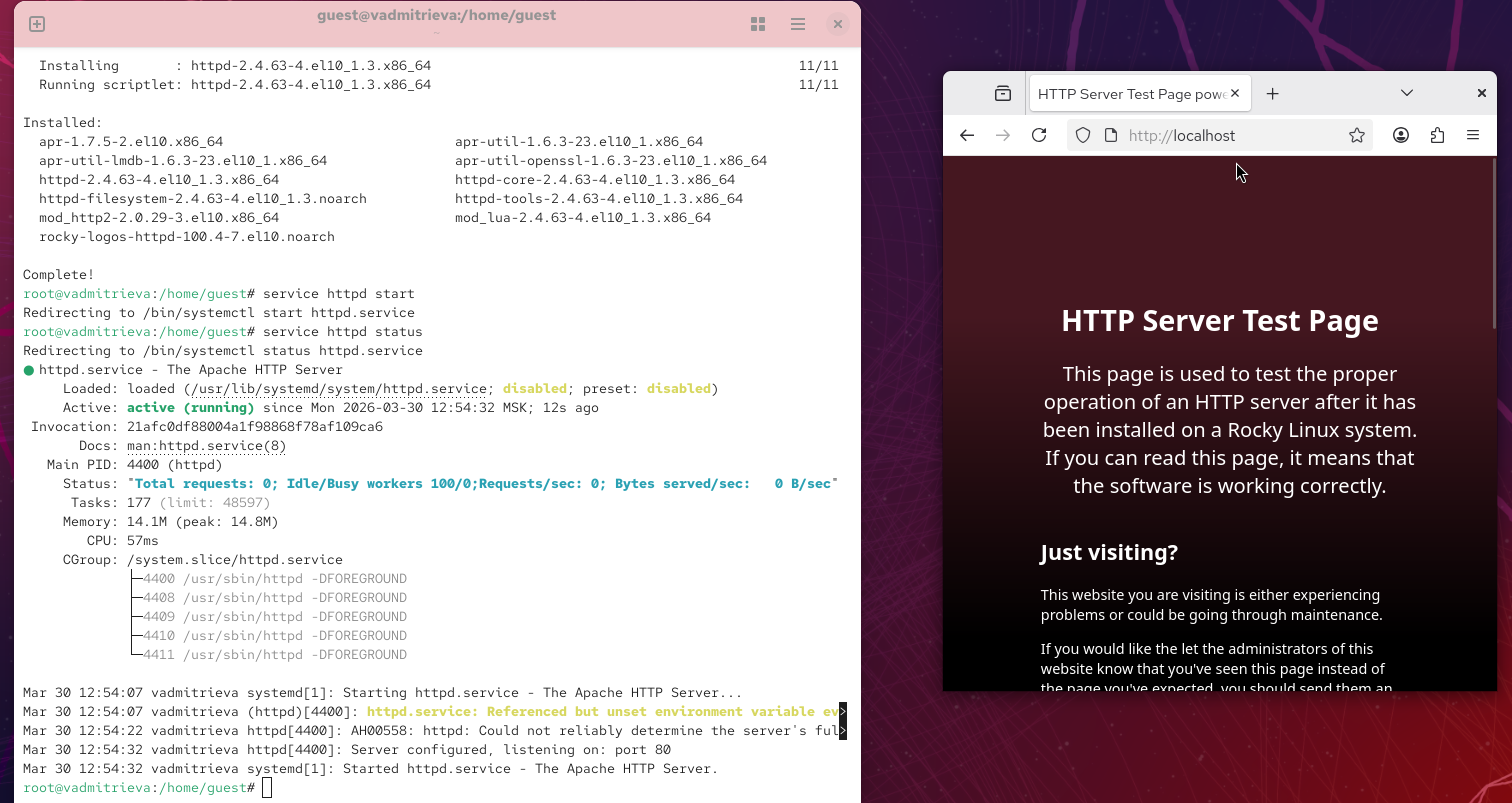 guest@vadmitrieva:/home/guest
~
Installing       : httpd-2.4.63-4.el10_1.3.x86_64                                              11/11
Running scriptlet: httpd-2.4.63-4.el10_1.3.x86_64                                              11/11
Installed:
apr-1.7.5-2.el10.x86_64                             apr-util-1.6.3-23.el10_1.x86_64
apr-util-lmdb-1.6.3-23.el10_1.x86_64                apr-util-openssl-1.6.3-23.el10_1.x86_64
httpd-2.4.63-4.el10_1.3.x86_64                      httpd-core-2.4.63-4.el10_1.3.x86_64
httpd-filesystem-2.4.63-4.el10_1.3.noarch           httpd-tools-2.4.63-4.el10_1.3.x86_64
mod_http2-2.0.29-3.el10.x86_64                      mod_lua-2.4.63-4.el10_1.3.x86_64
rocky-logos-httpd-100.4-7.el10.noarch
Complete!
root@vadmitrieva:/home/guest# service httpd start
Redirecting to /bin/systemctl start httpd.service
root@vadmitrieva:/home/guest# service httpd status
Redirecting to /bin/systemctl status httpd.service
● httpd.service - The Apache HTTP Server
Loaded: loaded (/usr/lib/systemd/system/httpd.service; disabled; preset: disabled)
Active: active (running) since Mon 2026-03-30 12:54:32 MSK; 12s ago
Invocation: 21afc0df88004a1f98868f78af109ca6
Docs: man:httpd.service(8)
Main PID: 4400 (httpd)
Status: "Total requests: 0; Idle/Busy workers 100/0;Requests/sec: 0; Bytes served/sec:   0 B/sec"
Tasks: 177 (limit: 48597)
Memory: 14.1M (peak: 14.8M)
CPU: 57ms
CGroup: /system.slice/httpd.service
├─4400 /usr/sbin/httpd -DFOREGROUND
├─4408 /usr/sbin/httpd -DFOREGROUND
├─4409 /usr/sbin/httpd -DFOREGROUND
├─4410 /usr/sbin/httpd -DFOREGROUND
└─4411 /usr/sbin/httpd -DFOREGROUND
Mar 30 12:54:07 vadmitrieva systemd[1]: Starting httpd.service - The Apache HTTP Server...
Mar 30 12:54:07 vadmitrieva (httpd)[4400]: httpd.service: Referenced but unset environment variable ev>
Mar 30 12:54:22 vadmitrieva httpd[4400]: AH00558: httpd: Could not reliably determine the server's ful>
Mar 30 12:54:32 vadmitrieva httpd[4400]: Server configured, listening on: port 80
Mar 30 12:54:32 vadmitrieva systemd[1]: Started httpd.service - The Apache HTTP Server.
root@vadmitrieva:/home/guest#
HTTP Server Test Page powe
http://localhost
HTTP Server Test Page
This page is used to test the proper
operation of an HTTP server after it has
been installed on a Rocky Linux system.
If you can read this page, it means that
the software is working correctly.
Just visiting?
This website you are visiting is either experiencing
problems or could be going through maintenance.
If you would like the let the administrators of this
website know that you've seen this page instead of
the page you've expected, you should send them an